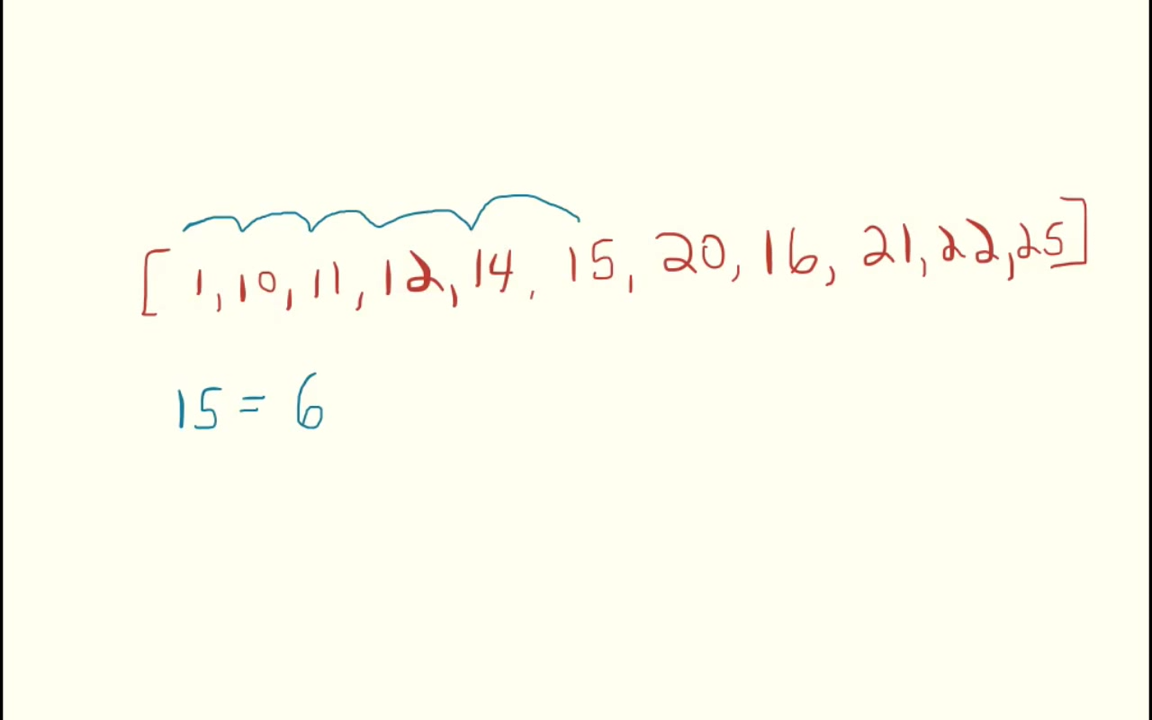 [ 1, 10, 11, 12, 14, 15, 20, 16, 21, 22, 25]
15 = 6